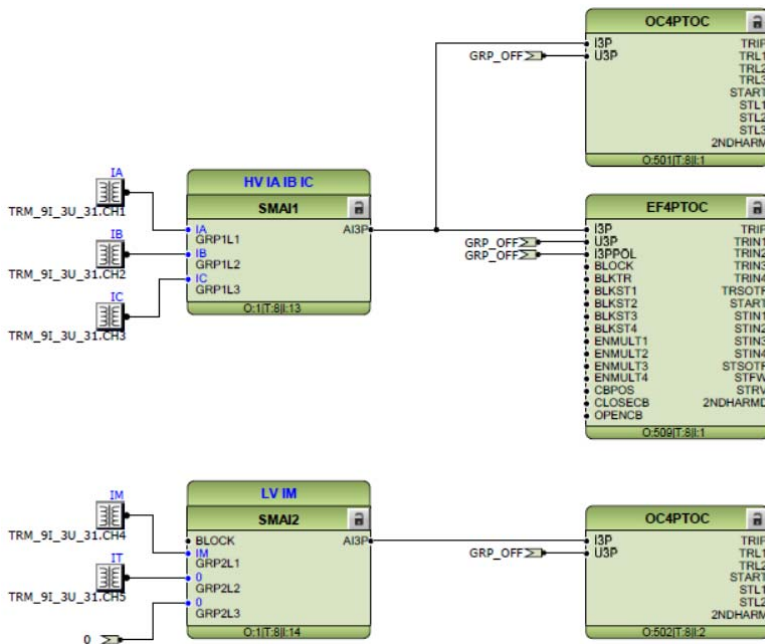 OC4PTOC
I3P
U3P
GRP_OFF
TRIP
TRL1
TRL2
TRL3
START
STL1
STL2
STL3
2NDHARM
O:501|T:8|I:1
IA
TRM_9I_3U_31.CH1
IB
TRM_9I_3U_31.CH2
IC
TRM_9I_3U_31.CH3
HV IA IB IC
SMAI1
IA
GRP1L1
IB
GRP1L2
IC
GRP1L3
AI3P
O:1|T:8|I:13
EF4PTOC
GRP_OFF
GRP_OFF
I3P
U3P
I3PPOL
BLOCK
BLKTR
BLKST1
BLKST2
BLKST3
BLKST4
ENMULT1
ENMULT2
ENMULT3
ENMULT4
CBPOS
CLOSECB
OPENCB
TRIP
TRIN1
TRIN2
TRIN3
TRIN4
TRSOTF
START
STIN1
STIN2
STIN3
STIN4
STSOTF
STFW
STRV
2NDHARMD
O:509|T:8|I:1
IM
TRM_9I_3U_31.CH4
IT
TRM_9I_3U_31.CH5
0
LV IM
SMAI2
BLOCK
IM
GRP2L1
0
GRP2L2
0
GRP2L3
AI3P
O:1|T:8|I:14
OC4PTOC
GRP_OFF
I3P
U3P
TRIP
TRL1
TRL2
START
STL1
STL2
2NDHARM
O:502|T:8|I:2